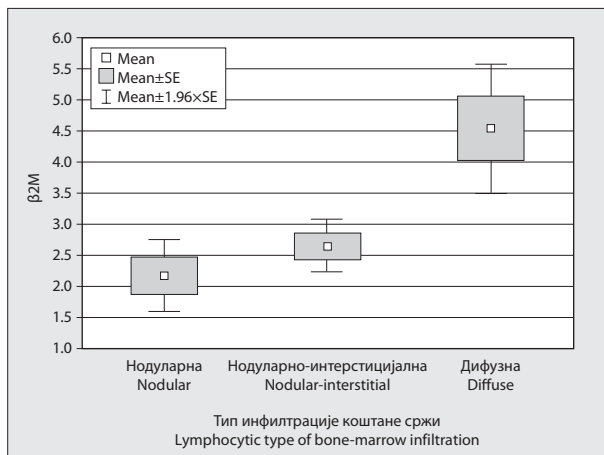 6.0
5.5
5.0
4.5
4.0
3.5
3.0
2.5
2.0
1.5
1.0
β2M
Mean
Mean±SE
Mean±1.96×SE
Нодуларна
Nodular
Нодуларно-интерстицијална
Nodular-interstitial
Дифузна
Diffuse
Тип инфилтрације коштане сржи
Lymphocytic type of bone-marrow infiltration